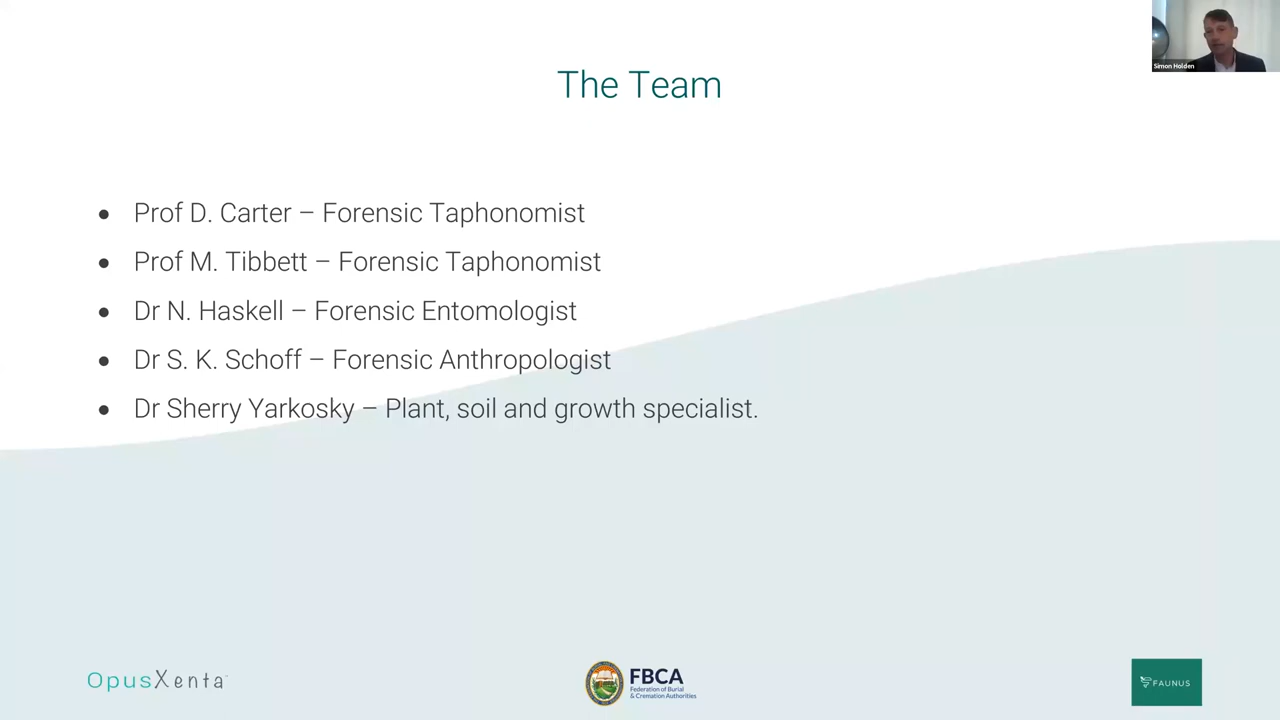 Simon Holden
The Team
• Prof D. Carter – Forensic Taphonomist
• Prof M. Tibbett – Forensic Taphonomist
• Dr N. Haskell – Forensic Entomologist
• Dr S. K. Schoff – Forensic Anthropologist
• Dr Sherry Yarkosky – Plant, soil and growth specialist.
OpusXenta
FBCA
Federation of Burial
& Cremation Authorities
FAUNUS